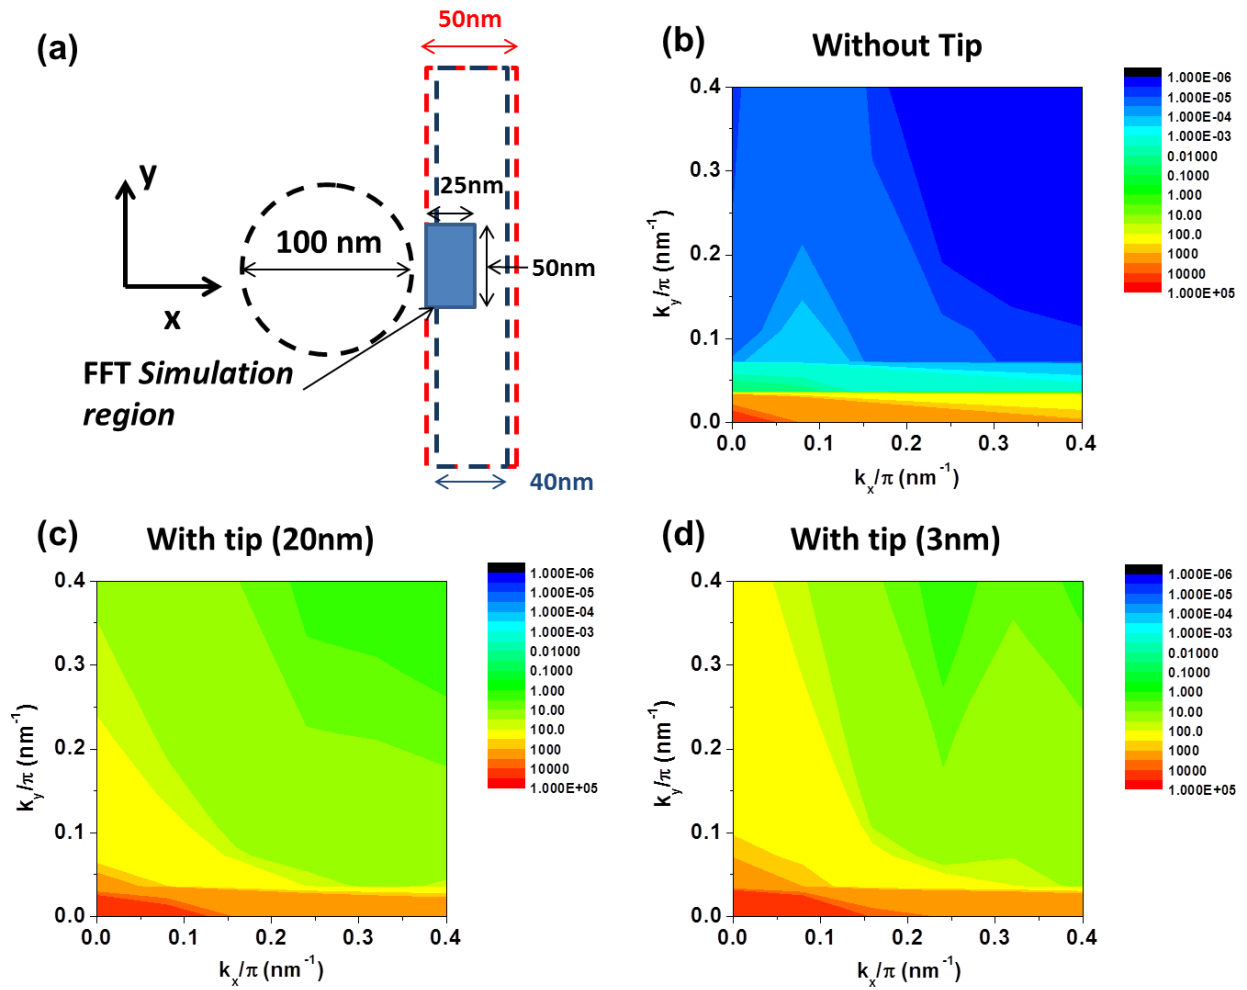 (a)
50nm
y
x
25nm
100 nm
50nm
FFT Simulation
region
40nm
(b)
Without Tip
0.4
0.3
0.2
0.1
0.0
k_y/π (nm⁻¹)
0.0 0.1 0.2 0.3 0.4
k_x/π (nm⁻¹)
1.000E-06
1.000E-05
1.000E-04
1.000E-03
0.01000
0.1000
1.000
10.00
100.0
1000
10000
1.000E+05
(c)
With tip (20nm)
0.4
0.3
0.2
0.1
0.0
k_y/π (nm⁻¹)
0.0 0.1 0.2 0.3 0.4
k_x/π (nm⁻¹)
1.000E-06
1.000E-05
1.000E-04
1.000E-03
0.01000
0.1000
1.000
10.00
100.0
1000
10000
1.000E+05
(d)
With tip (3nm)
0.4
0.3
0.2
0.1
0.0
k_y/π (nm⁻¹)
0.0 0.1 0.2 0.3 0.4
k_x/π (nm⁻¹)
1.000E-06
1.000E-05
1.000E-04
1.000E-03
0.01000
0.1000
1.000
10.00
100.0
1000
10000
1.000E+05